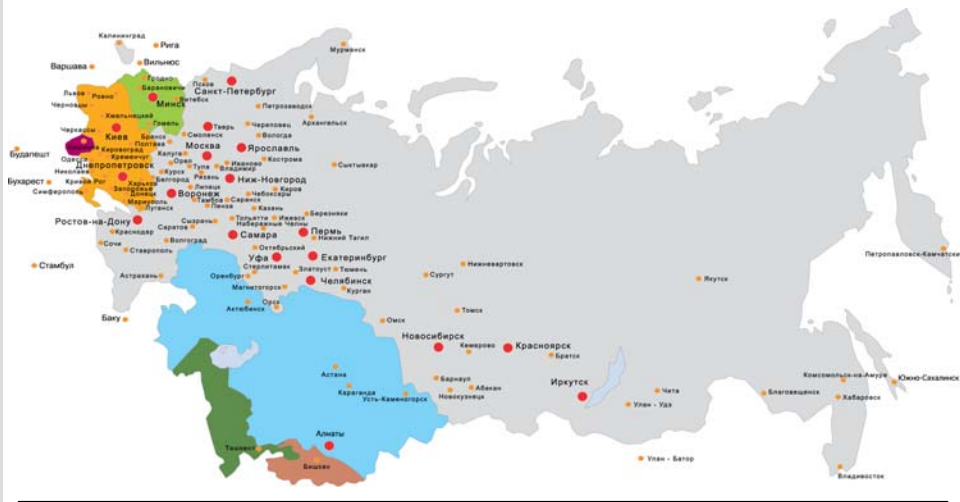 Калининград
Рига
Мурманск
Варшава
Вильнюс
Гродно
Псков
Санкт-Петербург
Барановичи
Львов
Ровно
Минск
Витебск
Черновцы
Петрозаводск
Хмельницкий
Гомель
Тверь
Череповец
Архангельск
Черкассы
Киев
Брянск
Смоленск
Вологда
Полтава
Москва
Ярославль
Будапешт
Кировоград
Калуга
Одесса
Кременчуг
Орел
Тула
Иваново
Кострома
Сыктывкар
Днепропетровск
Владимир
Николаев
Курск
Рязань
Бухарест
Кривой Рог
Харьков
Белгород
Ниж-Новгород
Симферополь
Запорожье
Липецк
Киров
Донецк
Воронеж
Чебоксары
Мариуполь
Тамбов
Саранск
Луганск
Пенза
Казань
Ростов-на-Дону
Сызрань
Тольятти
Ижевск
Березняки
Саратов
Набережные Челны
Краснодар
Самара
Пермь
Сочи
Волгоград
Нижний Тагил
Ставрополь
Октябрьский
Петропавловск-Камчатский
Уфа
Екатеринбург
Стамбул
Стерлитамак
Златоуст
Тюмень
Нижневартовск
Астрахань
Оренбург
Сургут
Якутск
Челябинск
Магнитогорск
Курган
Орск
Актюбинск
Томск
Баку
Омск
Новосибирск
Кемерово
Красноярск
Братск
Астана
Барнаул
Абакан
Иркутск
Комсомольск-на-Амуре
Южно-Сахалинск
Караганда
Усть-Каменогорск
Новокузнецк
Чита
Благовещенск
Хабаровск
Улан - Удэ
Алматы
Ташкент
Бишкек
Улан - Батор
Владивосток